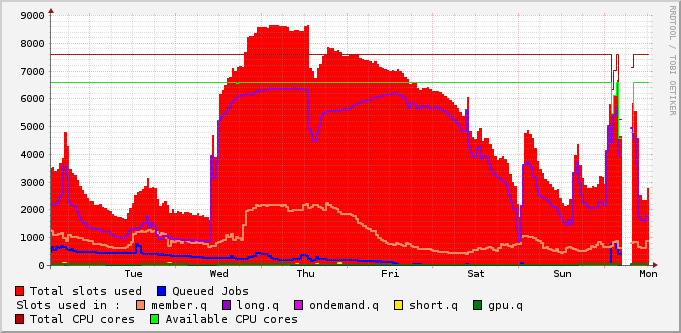 9000
8000
7000
6000
5000
4000
3000
2000
1000
0
Tue Wed Thu Fri Sat Sun Mon
Total slots used Queued Jobs
Slots used in : member.q long.q ondemand.q short.q gpu.q
Total CPU cores Available CPU cores
RRDTOOL / TOBI OETIKER